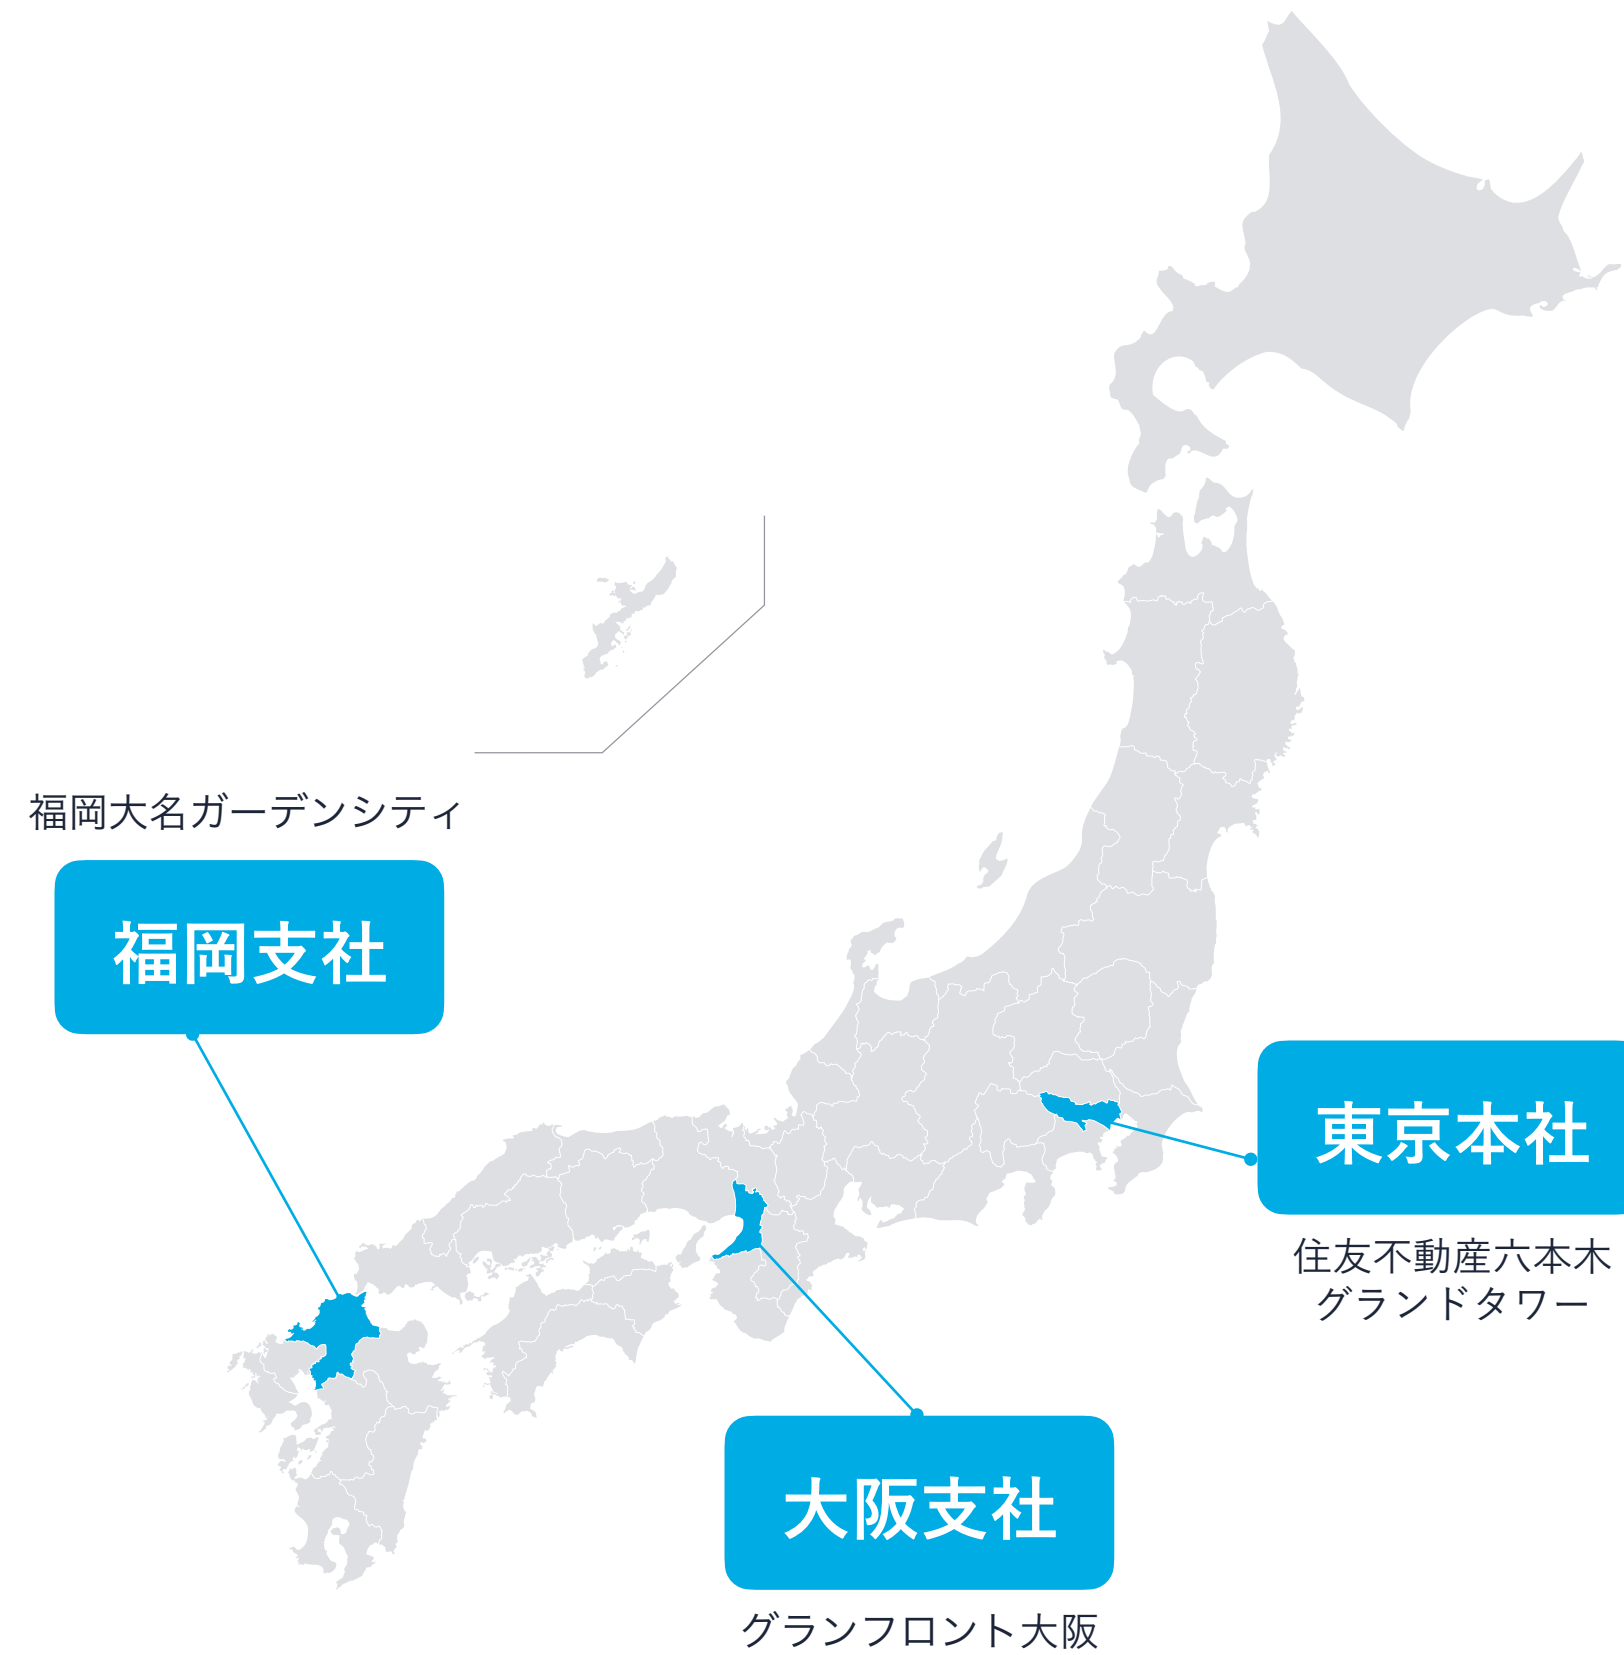 福岡大名ガーデンシティ
福岡支社
東京本社
住友不動産六本木
グランドタワー
大阪支社
グランフロント大阪